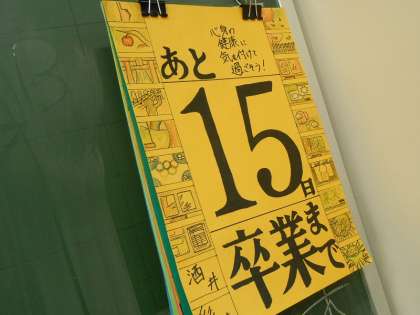 心身の
健康に
気を付けて
過ごそう!
あと
15日
卒業まで
酒井